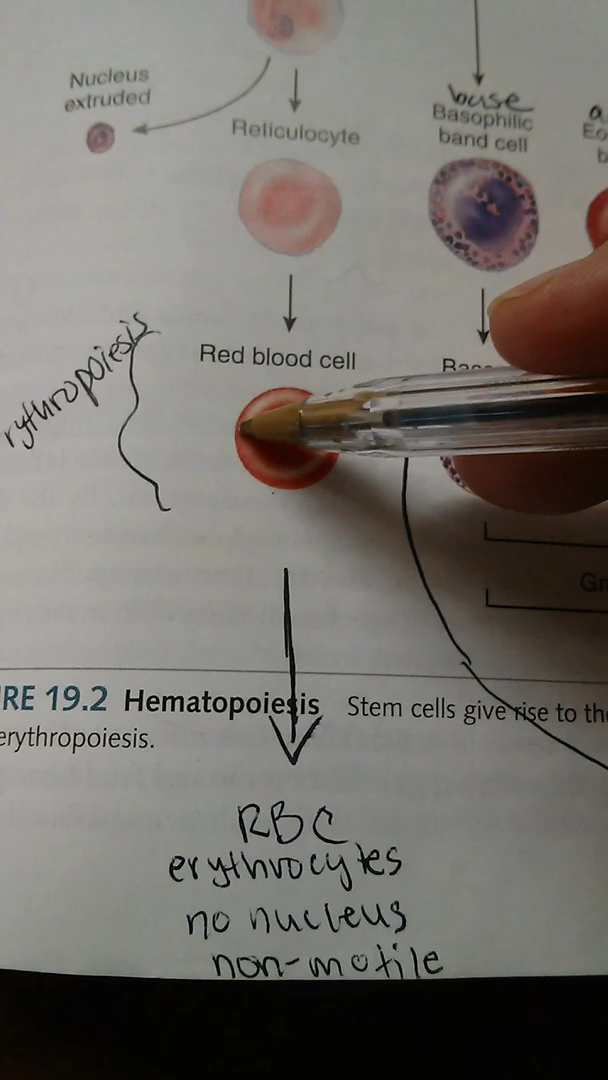 Nucleus
extruded
Reticulocyte
base
Basophilic
band cell
Red blood cell
rythropoiesis
RE 19.2 Hematopoiesis Stem cells give rise to the
erythropoiesis.
RBC
erythrocytes
no nucleus
non-motile